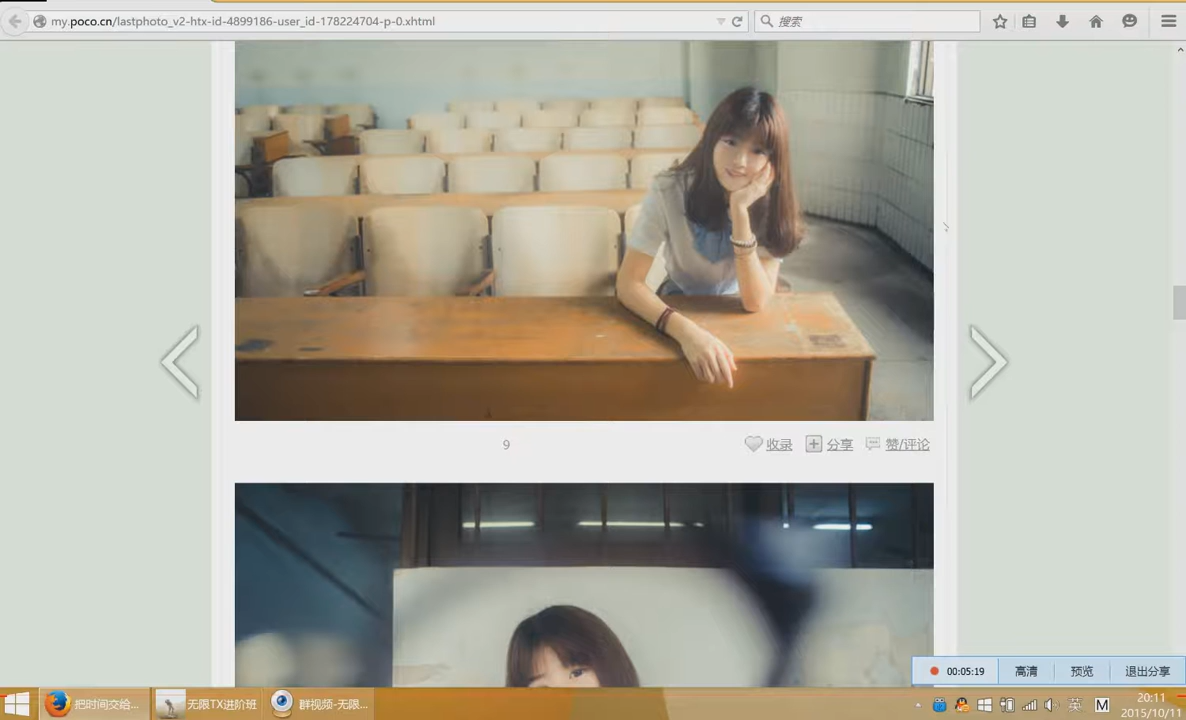 my.poco.cn/lastphoto_v2-htx-id-4899186-user_id-178224704-p-0.xhtml
搜索
9
收录
分享
赞/评论
00:05:19
高清
预览
退出分享
把时间交给...
无限TX进阶班
群视频-无限...
英
M
20:11
2015/10/11